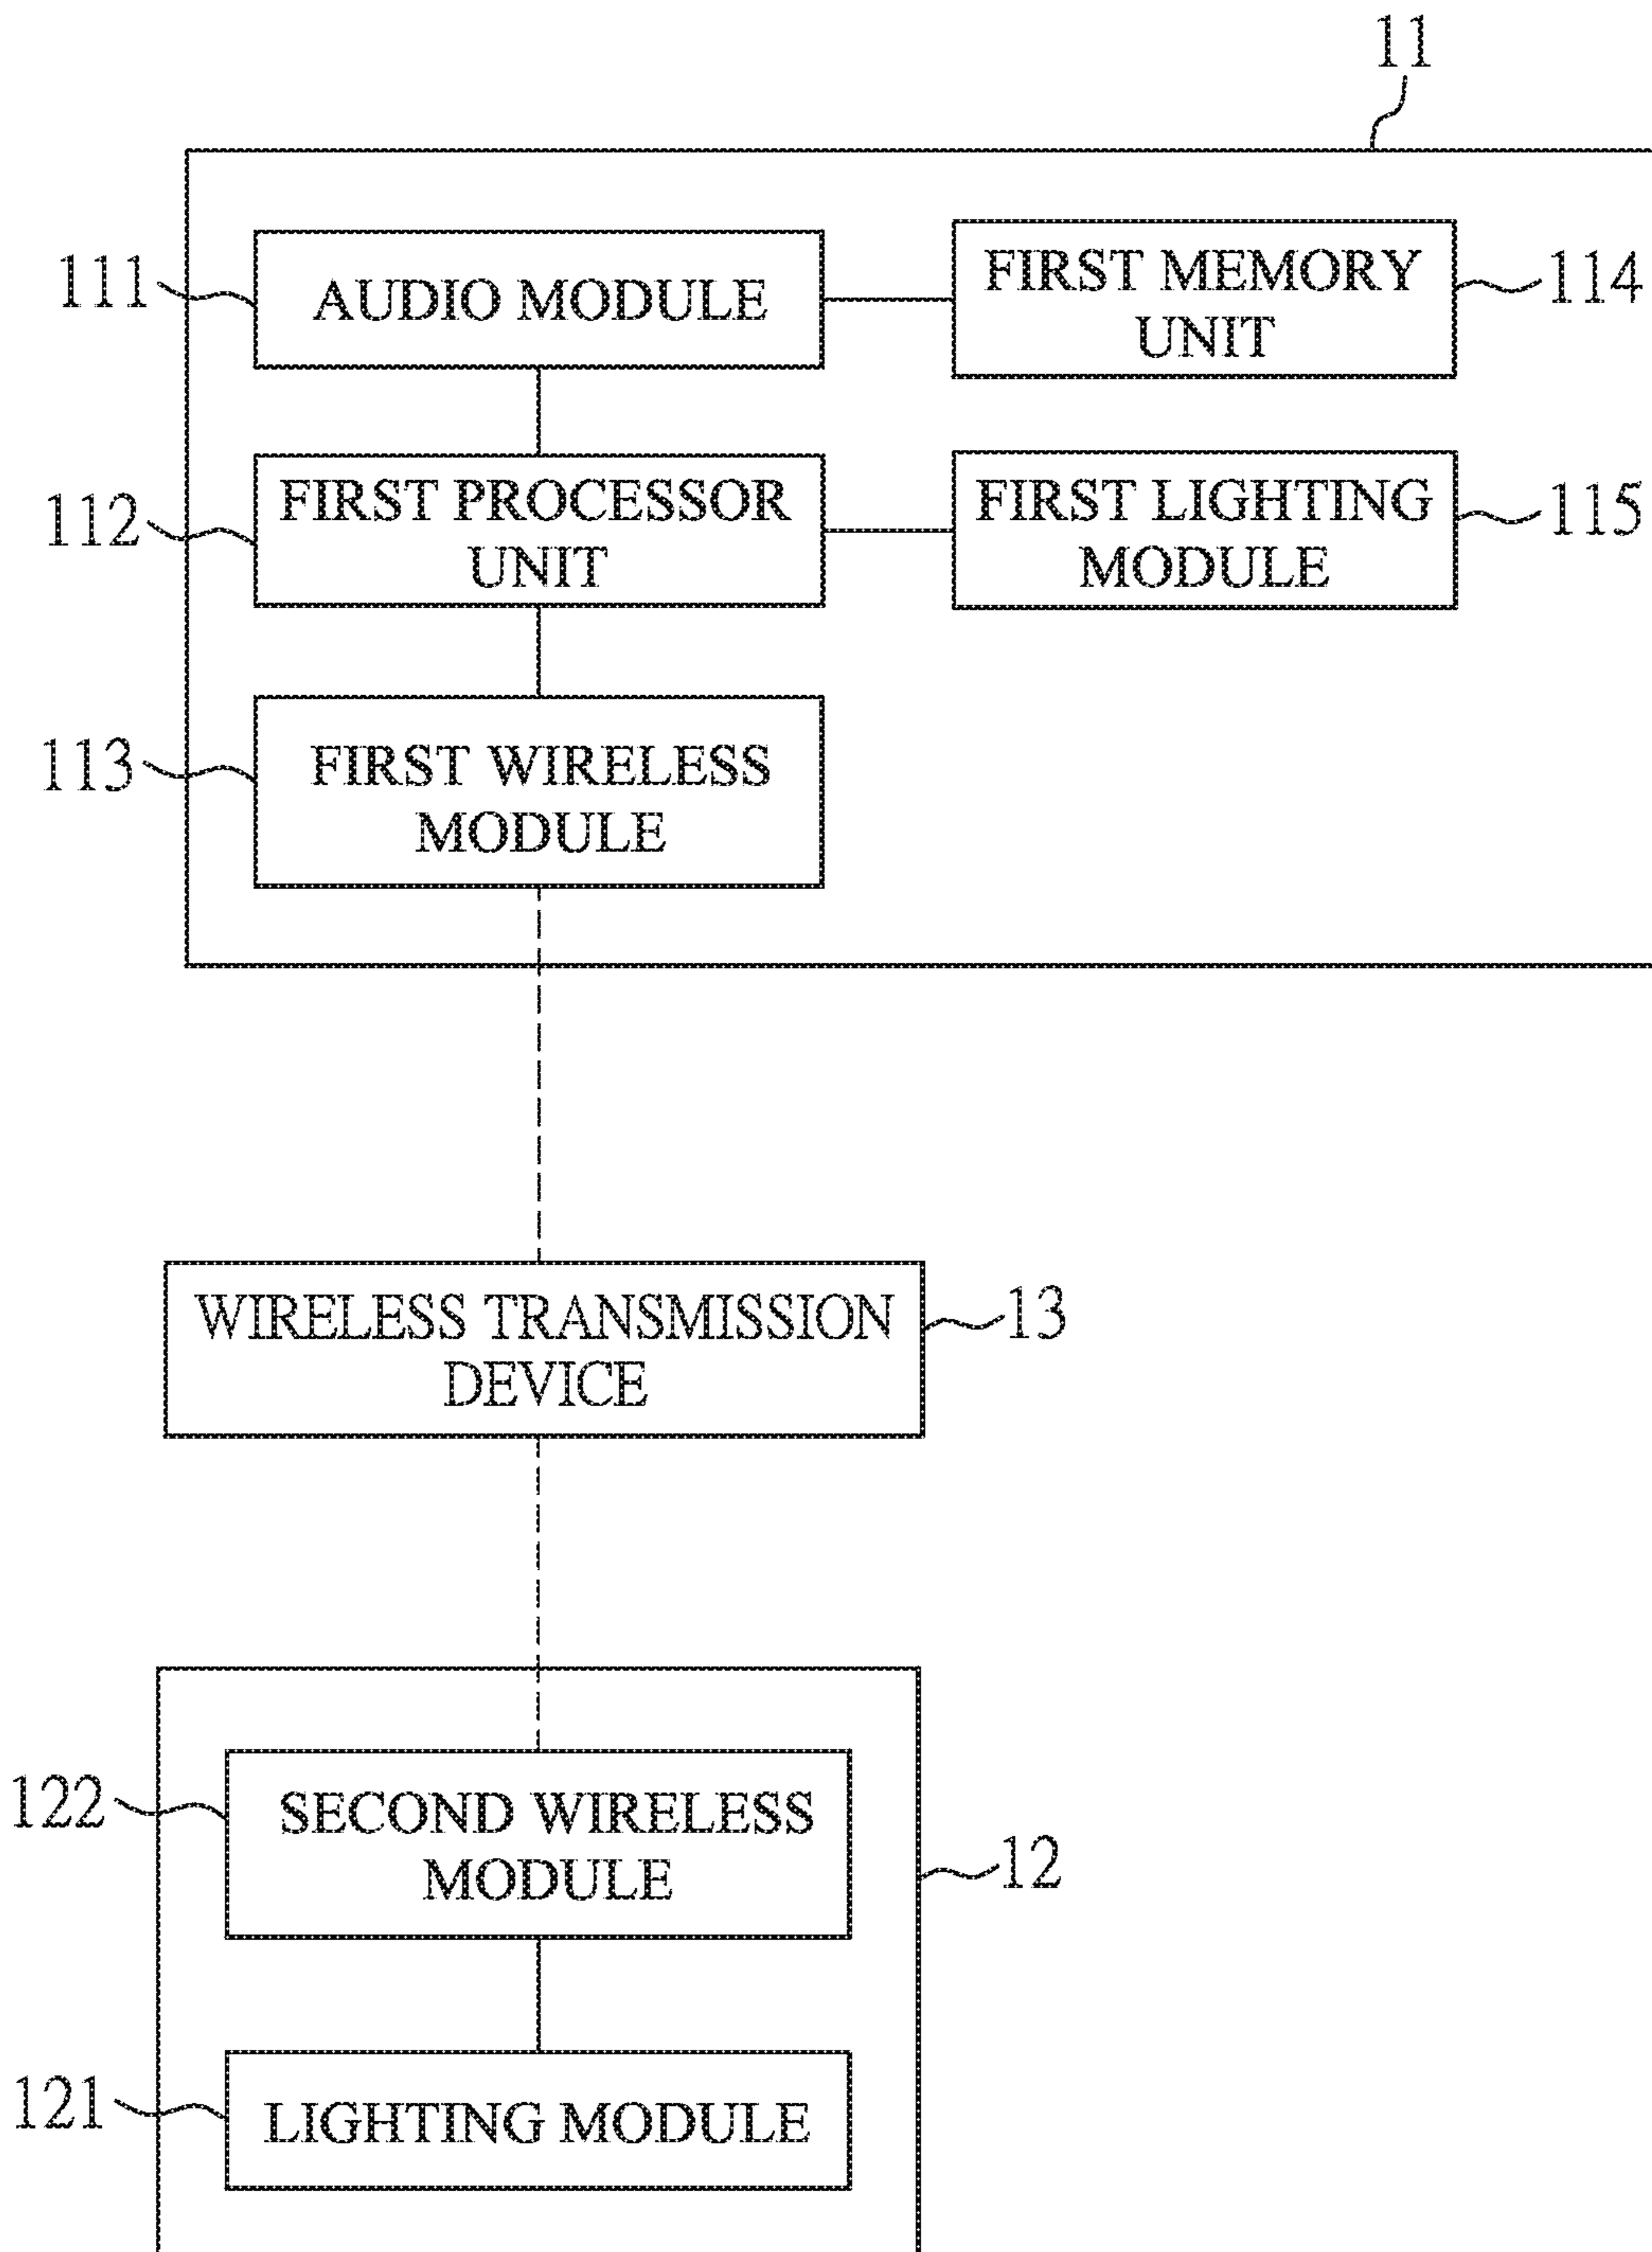 11
111
AUDIO MODULE
FIRST MEMORY
UNIT
114
112
FIRST PROCESSOR
UNIT
FIRST LIGHTING
MODULE
115
113
FIRST WIRELESS
MODULE
WIRELESS TRANSMISSION
DEVICE
13
122
SECOND WIRELESS
MODULE
12
121
LIGHTING MODULE